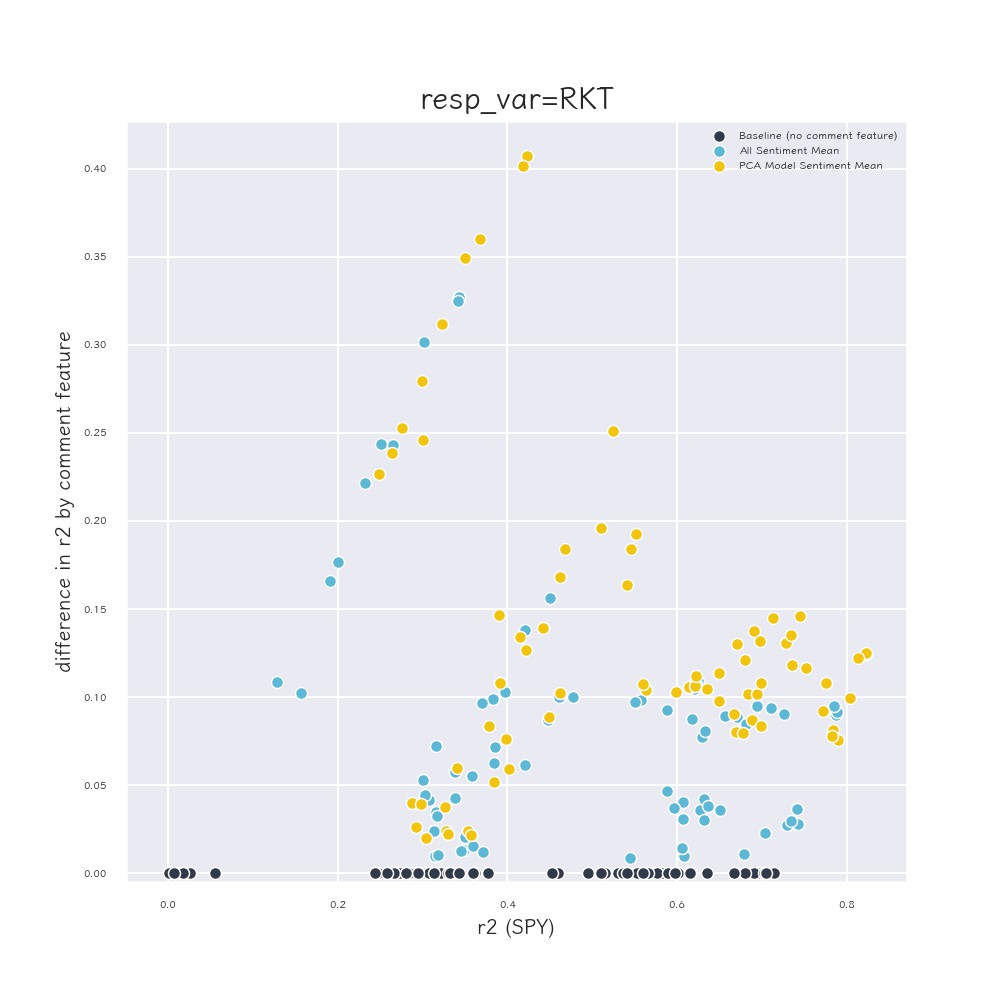 resp_var=RKT
Baseline (no comment feature)
All Sentiment Mean
PCA Model Sentiment Mean
0.40
0.35
0.30
0.25
0.20
0.15
0.10
0.05
0.00
difference in r2 by comment feature
0.0 0.2 0.4 0.6 0.8
r2 (SPY)